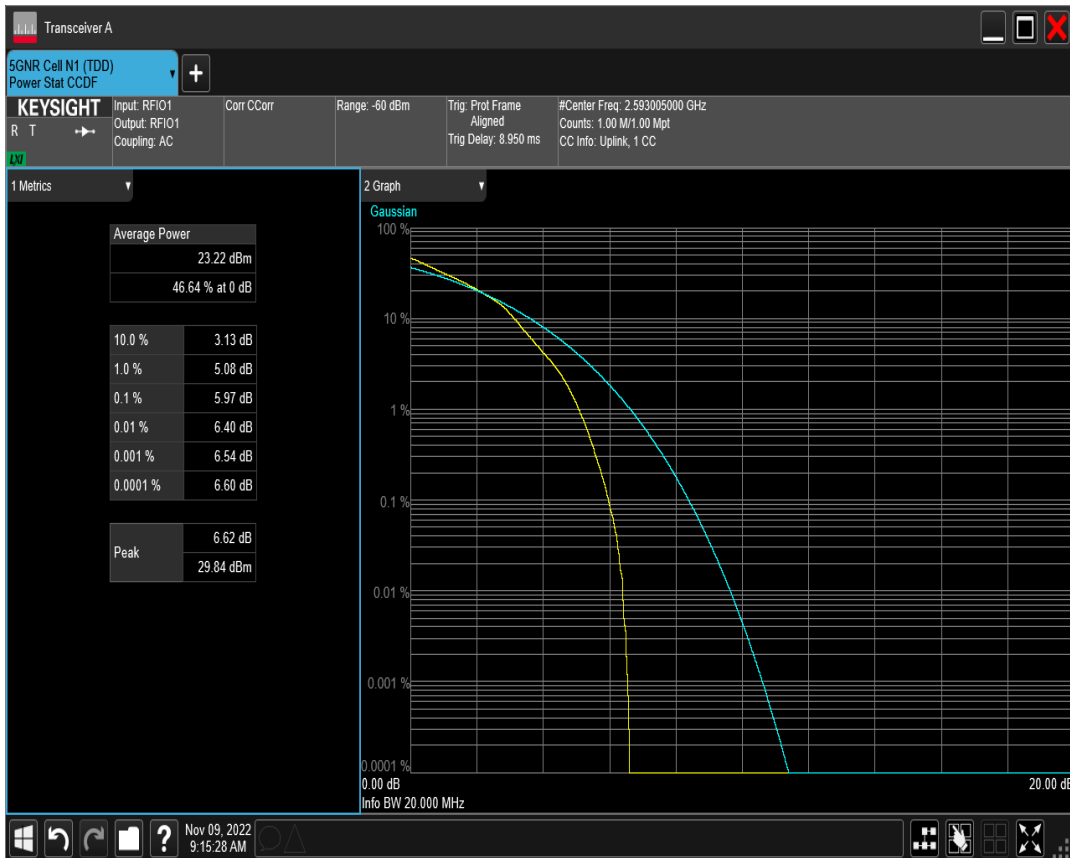 Transceiver A
5GNR Cell N1 (TDD)
Power Stat CCDF
+
KEYSIGHT
R T
LXI
Input: RFIO1
Output: RFIO1
Coupling: AC
Corr CCorr
Range: -60 dBm
Trig: Prot Frame
Aligned
Trig Delay: 8.950 ms
#Center Freq: 2.593005000 GHz
Counts: 1.00 M/1.00 Mpt
CC Info: Uplink, 1 CC
1 Metrics
Average Power
23.22 dBm
46.64 % at 0 dB
10.0 % 3.13 dB
1.0 % 5.08 dB
0.1 % 5.97 dB
0.01 % 6.40 dB
0.001 % 6.54 dB
0.0001 % 6.60 dB
Peak
6.62 dB
29.84 dBm
2 Graph
Gaussian
100 %
10 %
1 %
0.1 %
0.01 %
0.001 %
0.0001 %
0.00 dB 20.00 dB
Info BW 20.000 MHz
?
Nov 09, 2022
9:15:28 AM